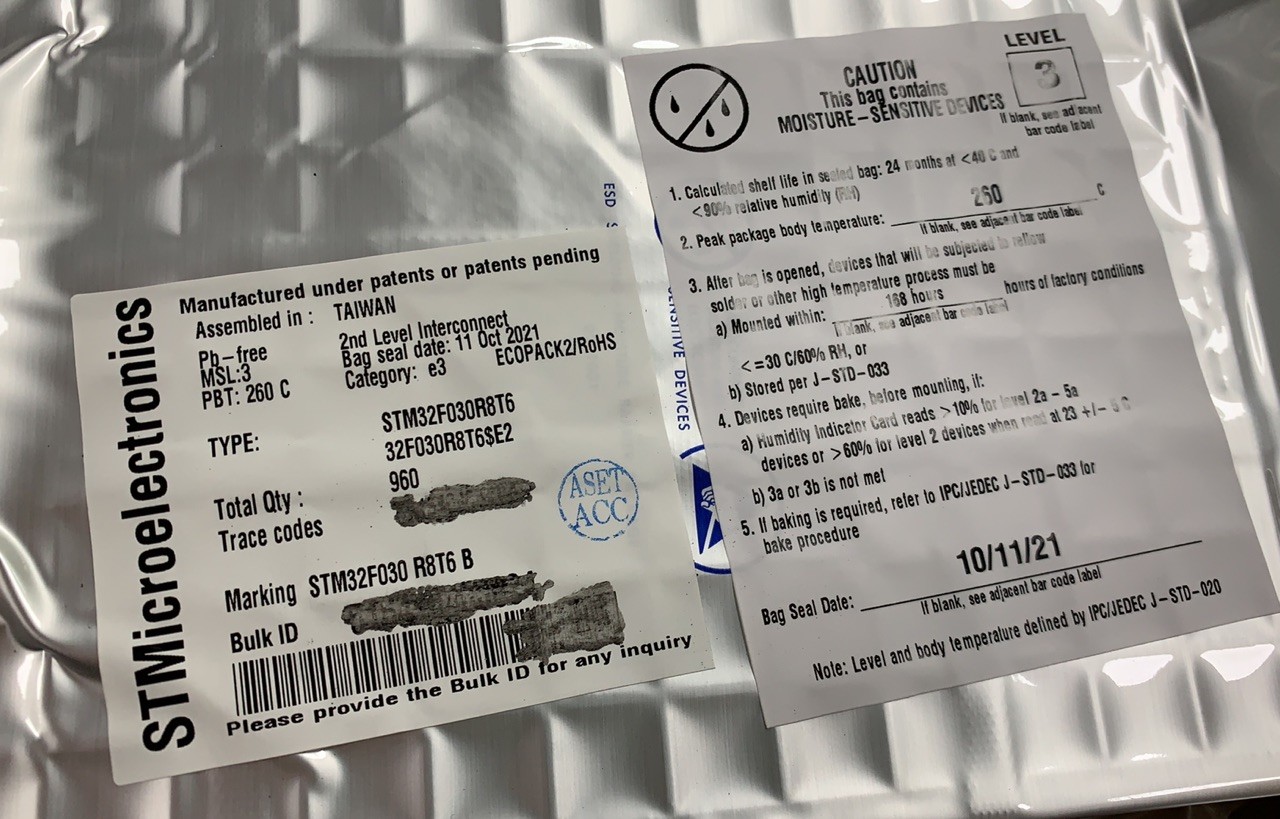 STMicroelectronics
Manufactured under patents or patents pending
Assembled in : TAIWAN
Pb-free 2nd Level Interconnect
MSL:3 Bag seal date: 11 Oct 2021
PBT: 260 C Category: e3 ECOPACK2/RoHS
TYPE: STM32F030R8T6
32F030R8T6$E2
Total Qty : 960
Trace codes
ASET
ACC
Marking STM32F030 R8T6 B
Bulk ID
Please provide the Bulk ID for any inquiry
ESD S
SENSITIVE DEVICES
LEVEL
3
If blank, see adjacent
bar code label
CAUTION
This bag contains
MOISTURE-SENSITIVE DEVICES
1. Calculated shelf life in sealed bag: 24 months at <40 C and
<90% relative humidity (RH)
2. Peak package body temperature: 260 C
If blank, see adjacent bar code label
3. After bag is opened, devices that will be subjected to reflow
solder or other high temperature process must be
a) Mounted within: 168 hours hours of factory conditions
If blank, see adjacent bar code label
<=30 C/60% RH, or
b) Stored per J-STD-033
4. Devices require bake, before mounting, if:
a) Humidity Indicator Card reads >10% for level 2a - 5a
devices or >60% for level 2 devices when read at 23 +/- 5 C
b) 3a or 3b is not met
5. If baking is required, refer to IPC/JEDEC J-STD-033 for
bake procedure
Bag Seal Date: 10/11/21
If blank, see adjacent bar code label
Note: Level and body temperature defined by IPC/JEDEC J-STD-020